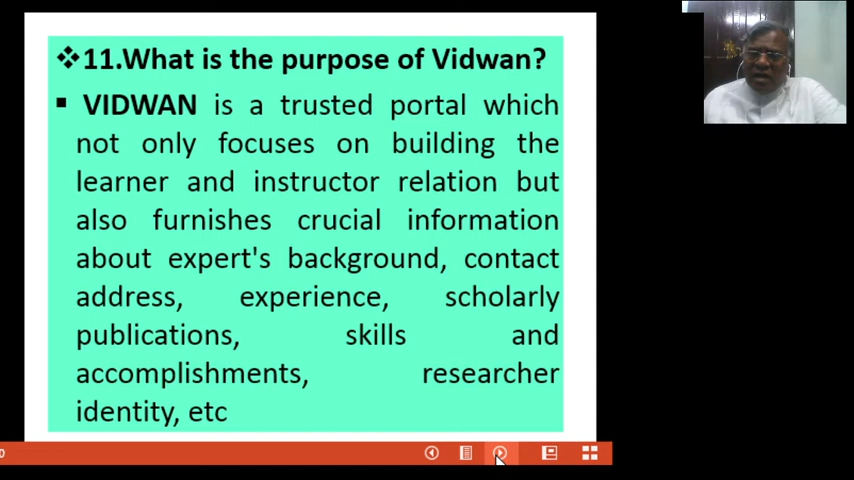 ❖11.What is the purpose of Vidwan?
▪ VIDWAN is a trusted portal which
not only focuses on building the
learner and instructor relation but
also furnishes crucial information
about expert's background, contact
address, experience, scholarly
publications, skills and
accomplishments, researcher
identity, etc
0